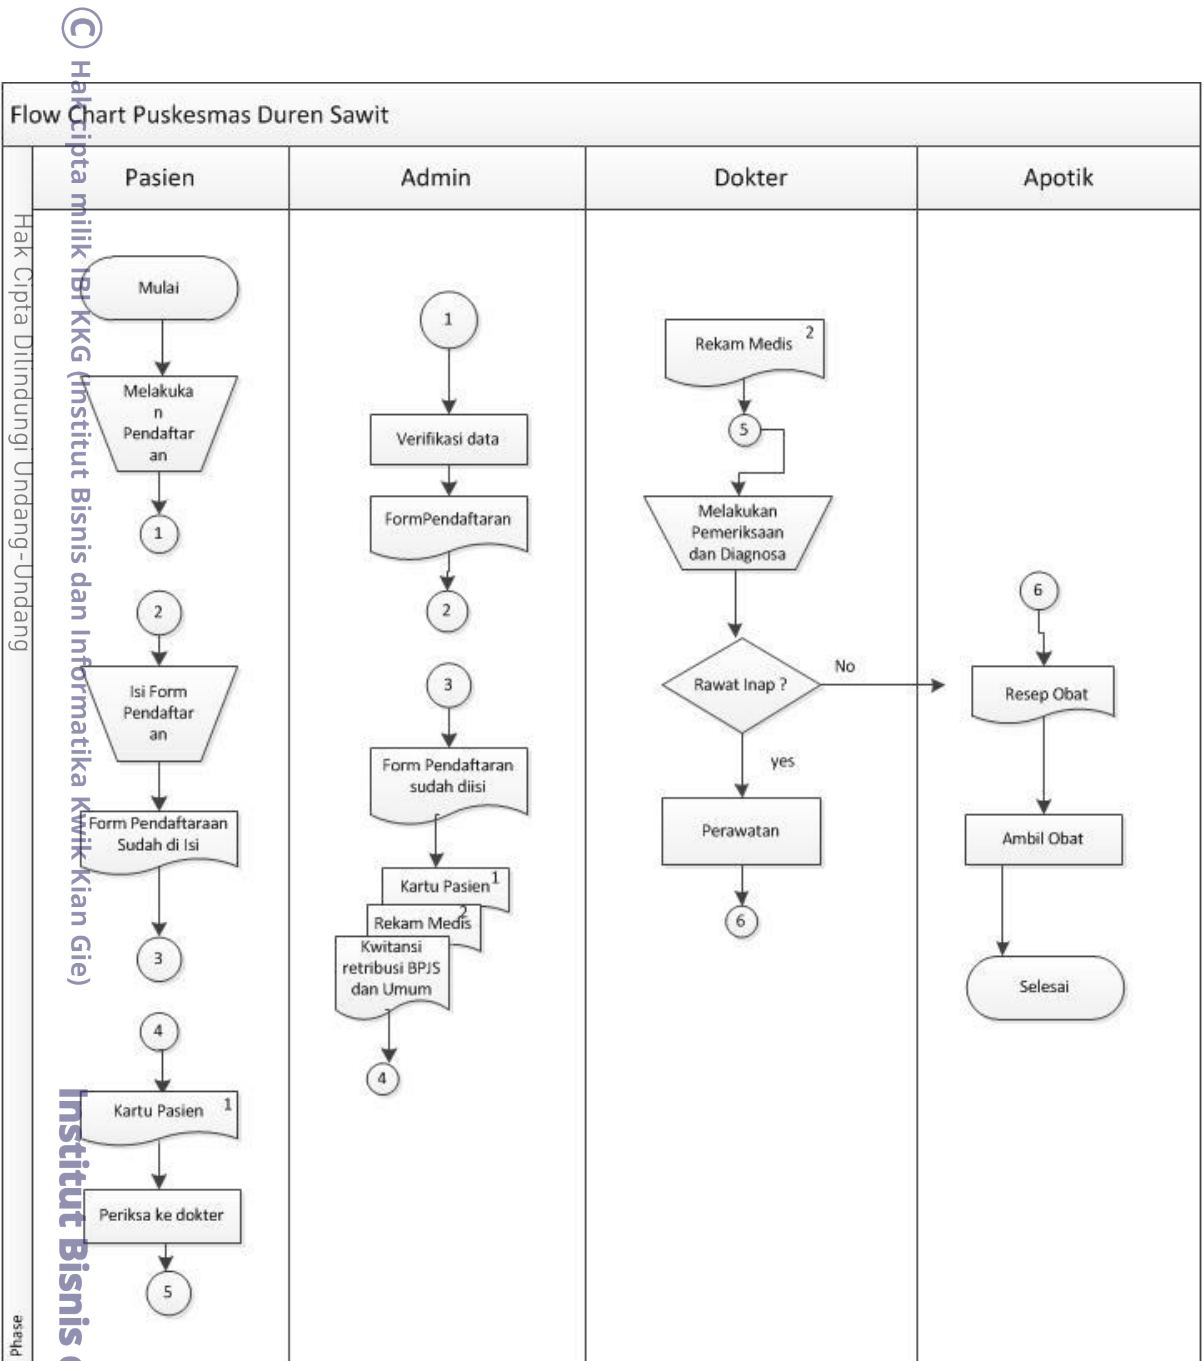 ©
Hak cipta milik IBI KKG (Institut Bisnis dan Informatika Kwik Kian Gie)
Institut Bisnis
Hak Cipta Dilindungi Undang-Undang
Flow Chart Puskesmas Duren Sawit
Phase
Pasien
Admin
Dokter
Apotik
Mulai
Melakuka
n
Pendaftar
an
1
2
Isi Form
Pendaftar
an
Form Pendaftaraan
Sudah di Isi
3
4
Kartu Pasien 1
Periksa ke dokter
5
1
Verifikasi data
FormPendaftaran
2
3
Form Pendaftaran
sudah diisi
Kartu Pasien 1
2
Rekam Medis
Kwitansi
retribusi BPJS
dan Umum
4
Rekam Medis 2
5
Melakukan
Pemeriksaan
dan Diagnosa
Rawat Inap ?
No
yes
Perawatan
6
6
Resep Obat
Ambil Obat
Selesai